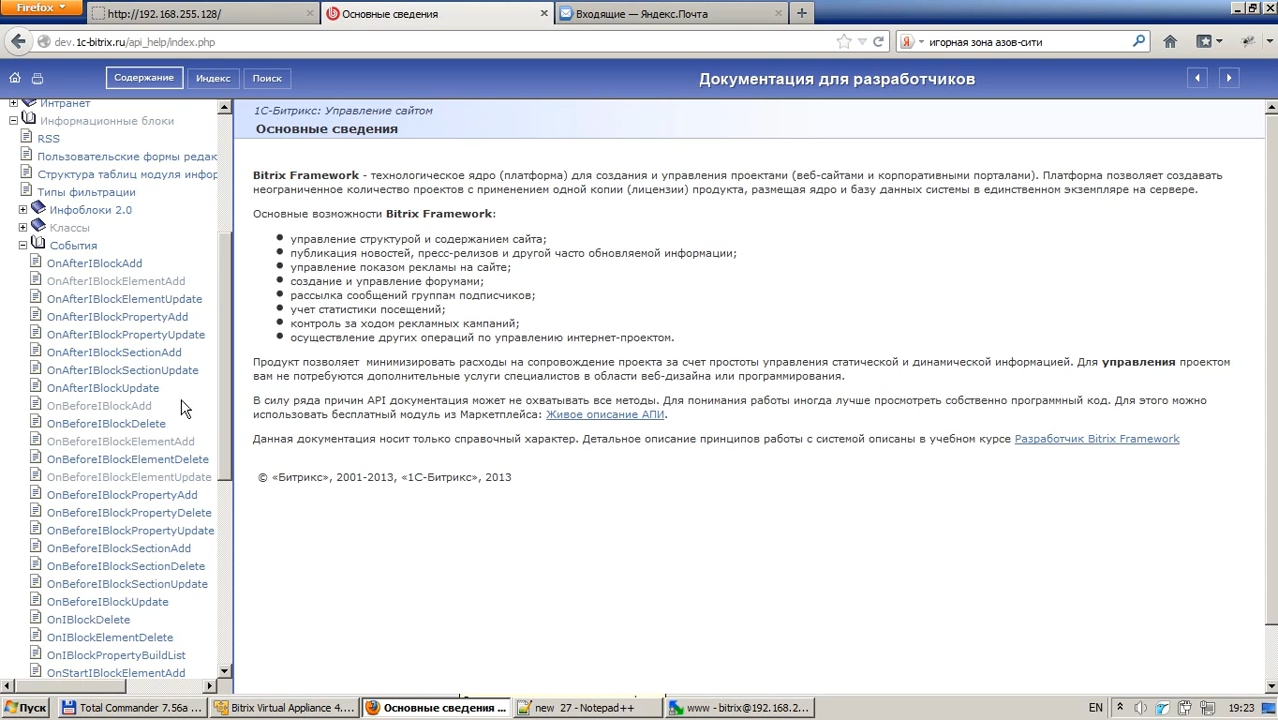 Firefox
http://192.168.255.128/
Основные сведения
Входящие — Яндекс.Почта
dev.1c-bitrix.ru/api_help/index.php
игорная зона азов-сити
Содержание
Индекс
Поиск
Документация для разработчиков
Интранет
Информационные блоки
RSS
Пользовательские формы редак
Структура таблиц модуля инфор
Типы фильтрации
Инфоблоки 2.0
Классы
События
OnAfterIBlockAdd
OnAfterIBlockElementAdd
OnAfterIBlockElementUpdate
OnAfterIBlockPropertyAdd
OnAfterIBlockPropertyUpdate
OnAfterIBlockSectionAdd
OnAfterIBlockSectionUpdate
OnAfterIBlockUpdate
OnBeforeIBlockAdd
OnBeforeIBlockDelete
OnBeforeIBlockElementAdd
OnBeforeIBlockElementDelete
OnBeforeIBlockElementUpdate
OnBeforeIBlockPropertyAdd
OnBeforeIBlockPropertyDelete
OnBeforeIBlockPropertyUpdate
OnBeforeIBlockSectionAdd
OnBeforeIBlockSectionDelete
OnBeforeIBlockSectionUpdate
OnBeforeIBlockUpdate
OnIBlockDelete
OnIBlockElementDelete
OnIBlockPropertyBuildList
OnStartIBlockElementAdd
1С-Битрикс: Управление сайтом
Основные сведения
Bitrix Framework - технологическое ядро (платформа) для создания и управления проектами (веб-сайтами и корпоративными порталами). Платформа позволяет создавать
неограниченное количество проектов с применением одной копии (лицензии) продукта, размещая ядро и базу данных системы в единственном экземпляре на сервере.
Основные возможности Bitrix Framework:
управление структурой и содержанием сайта;
публикация новостей, пресс-релизов и другой часто обновляемой информации;
управление показом рекламы на сайте;
создание и управление форумами;
рассылка сообщений группам подписчиков;
учет статистики посещений;
контроль за ходом рекламных кампаний;
осуществление других операций по управлению интернет-проектом.
Продукт позволяет минимизировать расходы на сопровождение проекта за счет простоты управления статической и динамической информацией. Для управления проектом
вам не потребуются дополнительные услуги специалистов в области веб-дизайна или программирования.
В силу ряда причин API документация может не охватывать все методы. Для понимания работы иногда лучше просмотреть собственно программный код. Для этого можно
использовать бесплатный модуль из Маркетплейса: Живое описание АПИ.
Данная документация носит только справочный характер. Детальное описание принципов работы с системой описаны в учебном курсе Разработчик Bitrix Framework
© «Битрикс», 2001-2013, «1С-Битрикс», 2013
Пуск
Total Commander 7.56a ...
Bitrix Virtual Appliance 4....
Основные сведения ...
new 27 - Notepad++
www - bitrix@192.168.2...
EN
19:23